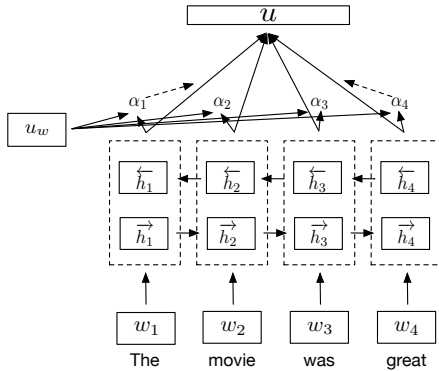 u
α₁ α₂ α₃ α₄
u_w
←h₁ ←h₂ ←h₃ ←h₄
→h₁ →h₂ →h₃ →h₄
w₁ w₂ w₃ w₄
The movie was great